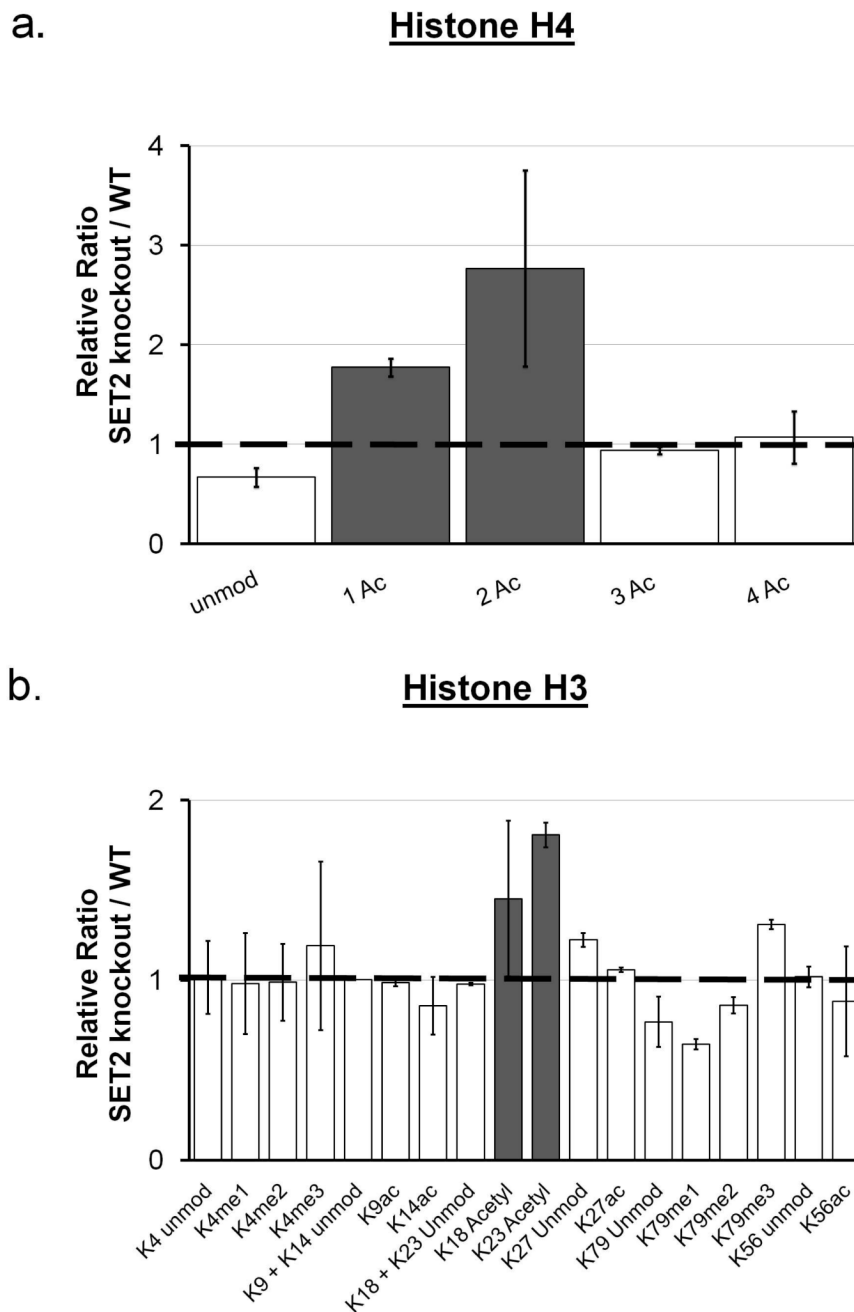 a.
Histone H4
Relative Ratio
SET2 knockout / WT
4
3
2
1
0
unmod
1 Ac
2 Ac
3 Ac
4 Ac
b.
Histone H3
Relative Ratio
SET2 knockout / WT
2
1
0
K4 unmod
K4me1
K4me2
K4me3
K9 + K14 unmod
K9ac
K14ac
K18 + K23 Unmod
K18 Acetyl
K23 Acetyl
K27 Unmod
K27ac
K79 Unmod
K79me1
K79me2
K79me3
K56 unmod
K56ac